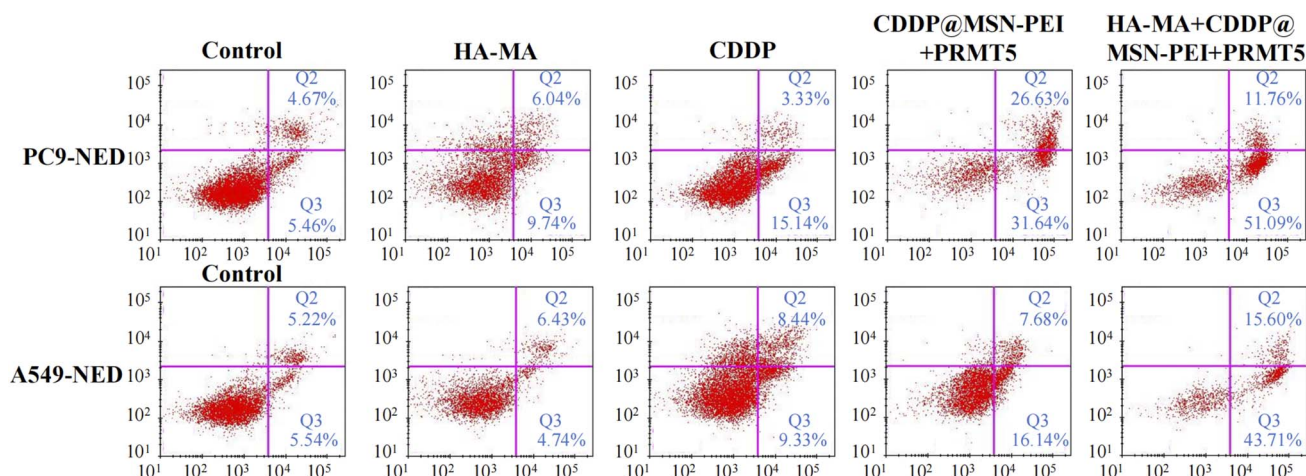 Control
HA-MA
CDDP
CDDP@MSN-PEI
+PRMT5
HA-MA+CDDP@
MSN-PEI+PRMT5
PC9-NED
10⁵
10⁴
10³
10²
10¹
Q2
4.67%
Q3
5.46%
10¹ 10² 10³ 10⁴ 10⁵
10⁵
10⁴
10³
10²
10¹
Q2
6.04%
Q3
9.74%
10¹ 10² 10³ 10⁴ 10⁵
10⁵
10⁴
10³
10²
10¹
Q2
3.33%
Q3
15.14%
10¹ 10² 10³ 10⁴ 10⁵
10⁵
10⁴
10³
10²
10¹
Q2
26.63%
Q3
31.64%
10¹ 10² 10³ 10⁴ 10⁵
10⁵
10⁴
10³
10²
10¹
Q2
11.76%
Q3
51.09%
10¹ 10² 10³ 10⁴ 10⁵
Control
A549-NED
10⁵
10⁴
10³
10²
10¹
Q2
5.22%
Q3
5.54%
10¹ 10² 10³ 10⁴ 10⁵
10⁵
10⁴
10³
10²
10¹
Q2
6.43%
Q3
4.74%
10¹ 10² 10³ 10⁴ 10⁵
10⁵
10⁴
10³
10²
10¹
Q2
8.44%
Q3
9.33%
10¹ 10² 10³ 10⁴ 10⁵
10⁵
10⁴
10³
10²
10¹
Q2
7.68%
Q3
16.14%
10¹ 10² 10³ 10⁴ 10⁵
10⁵
10⁴
10³
10²
10¹
Q2
15.60%
Q3
43.71%
10¹ 10² 10³ 10⁴ 10⁵